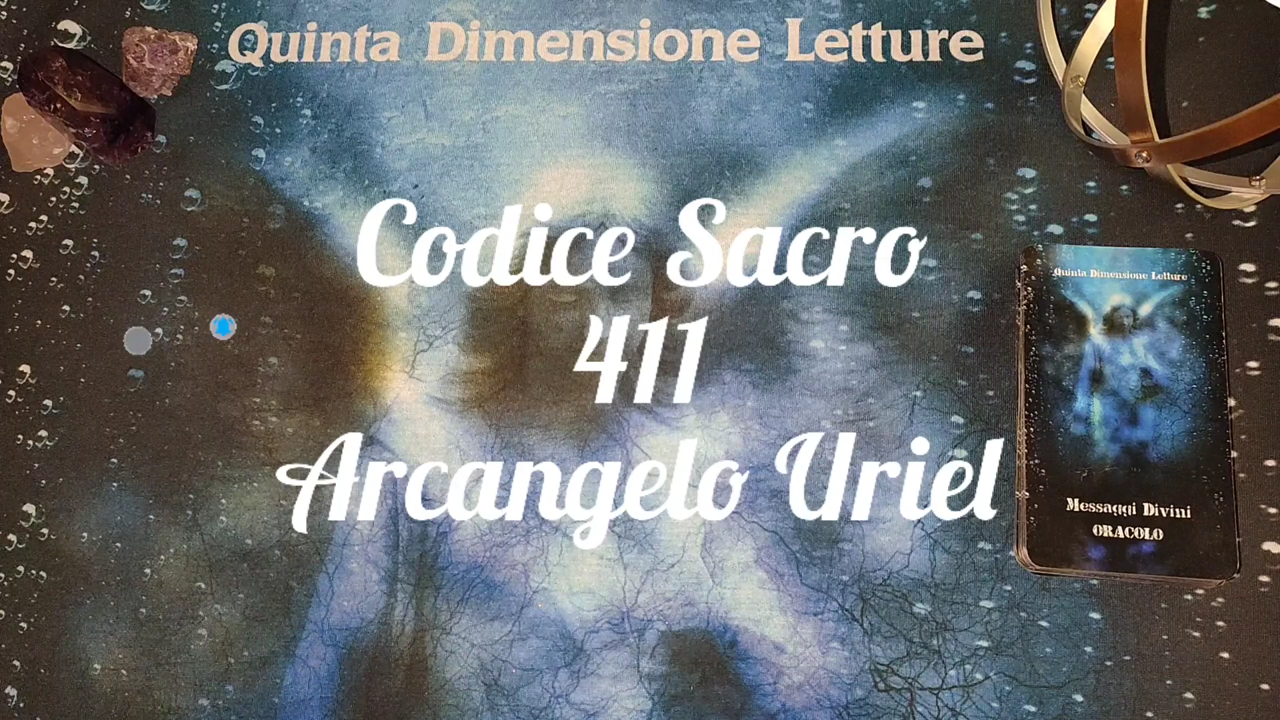 Quinta Dimensione Letture
Codice Sacro
411
Arcangelo Uriel
Quinta Dimensione Letture
Messaggi Divini
ORACOLO